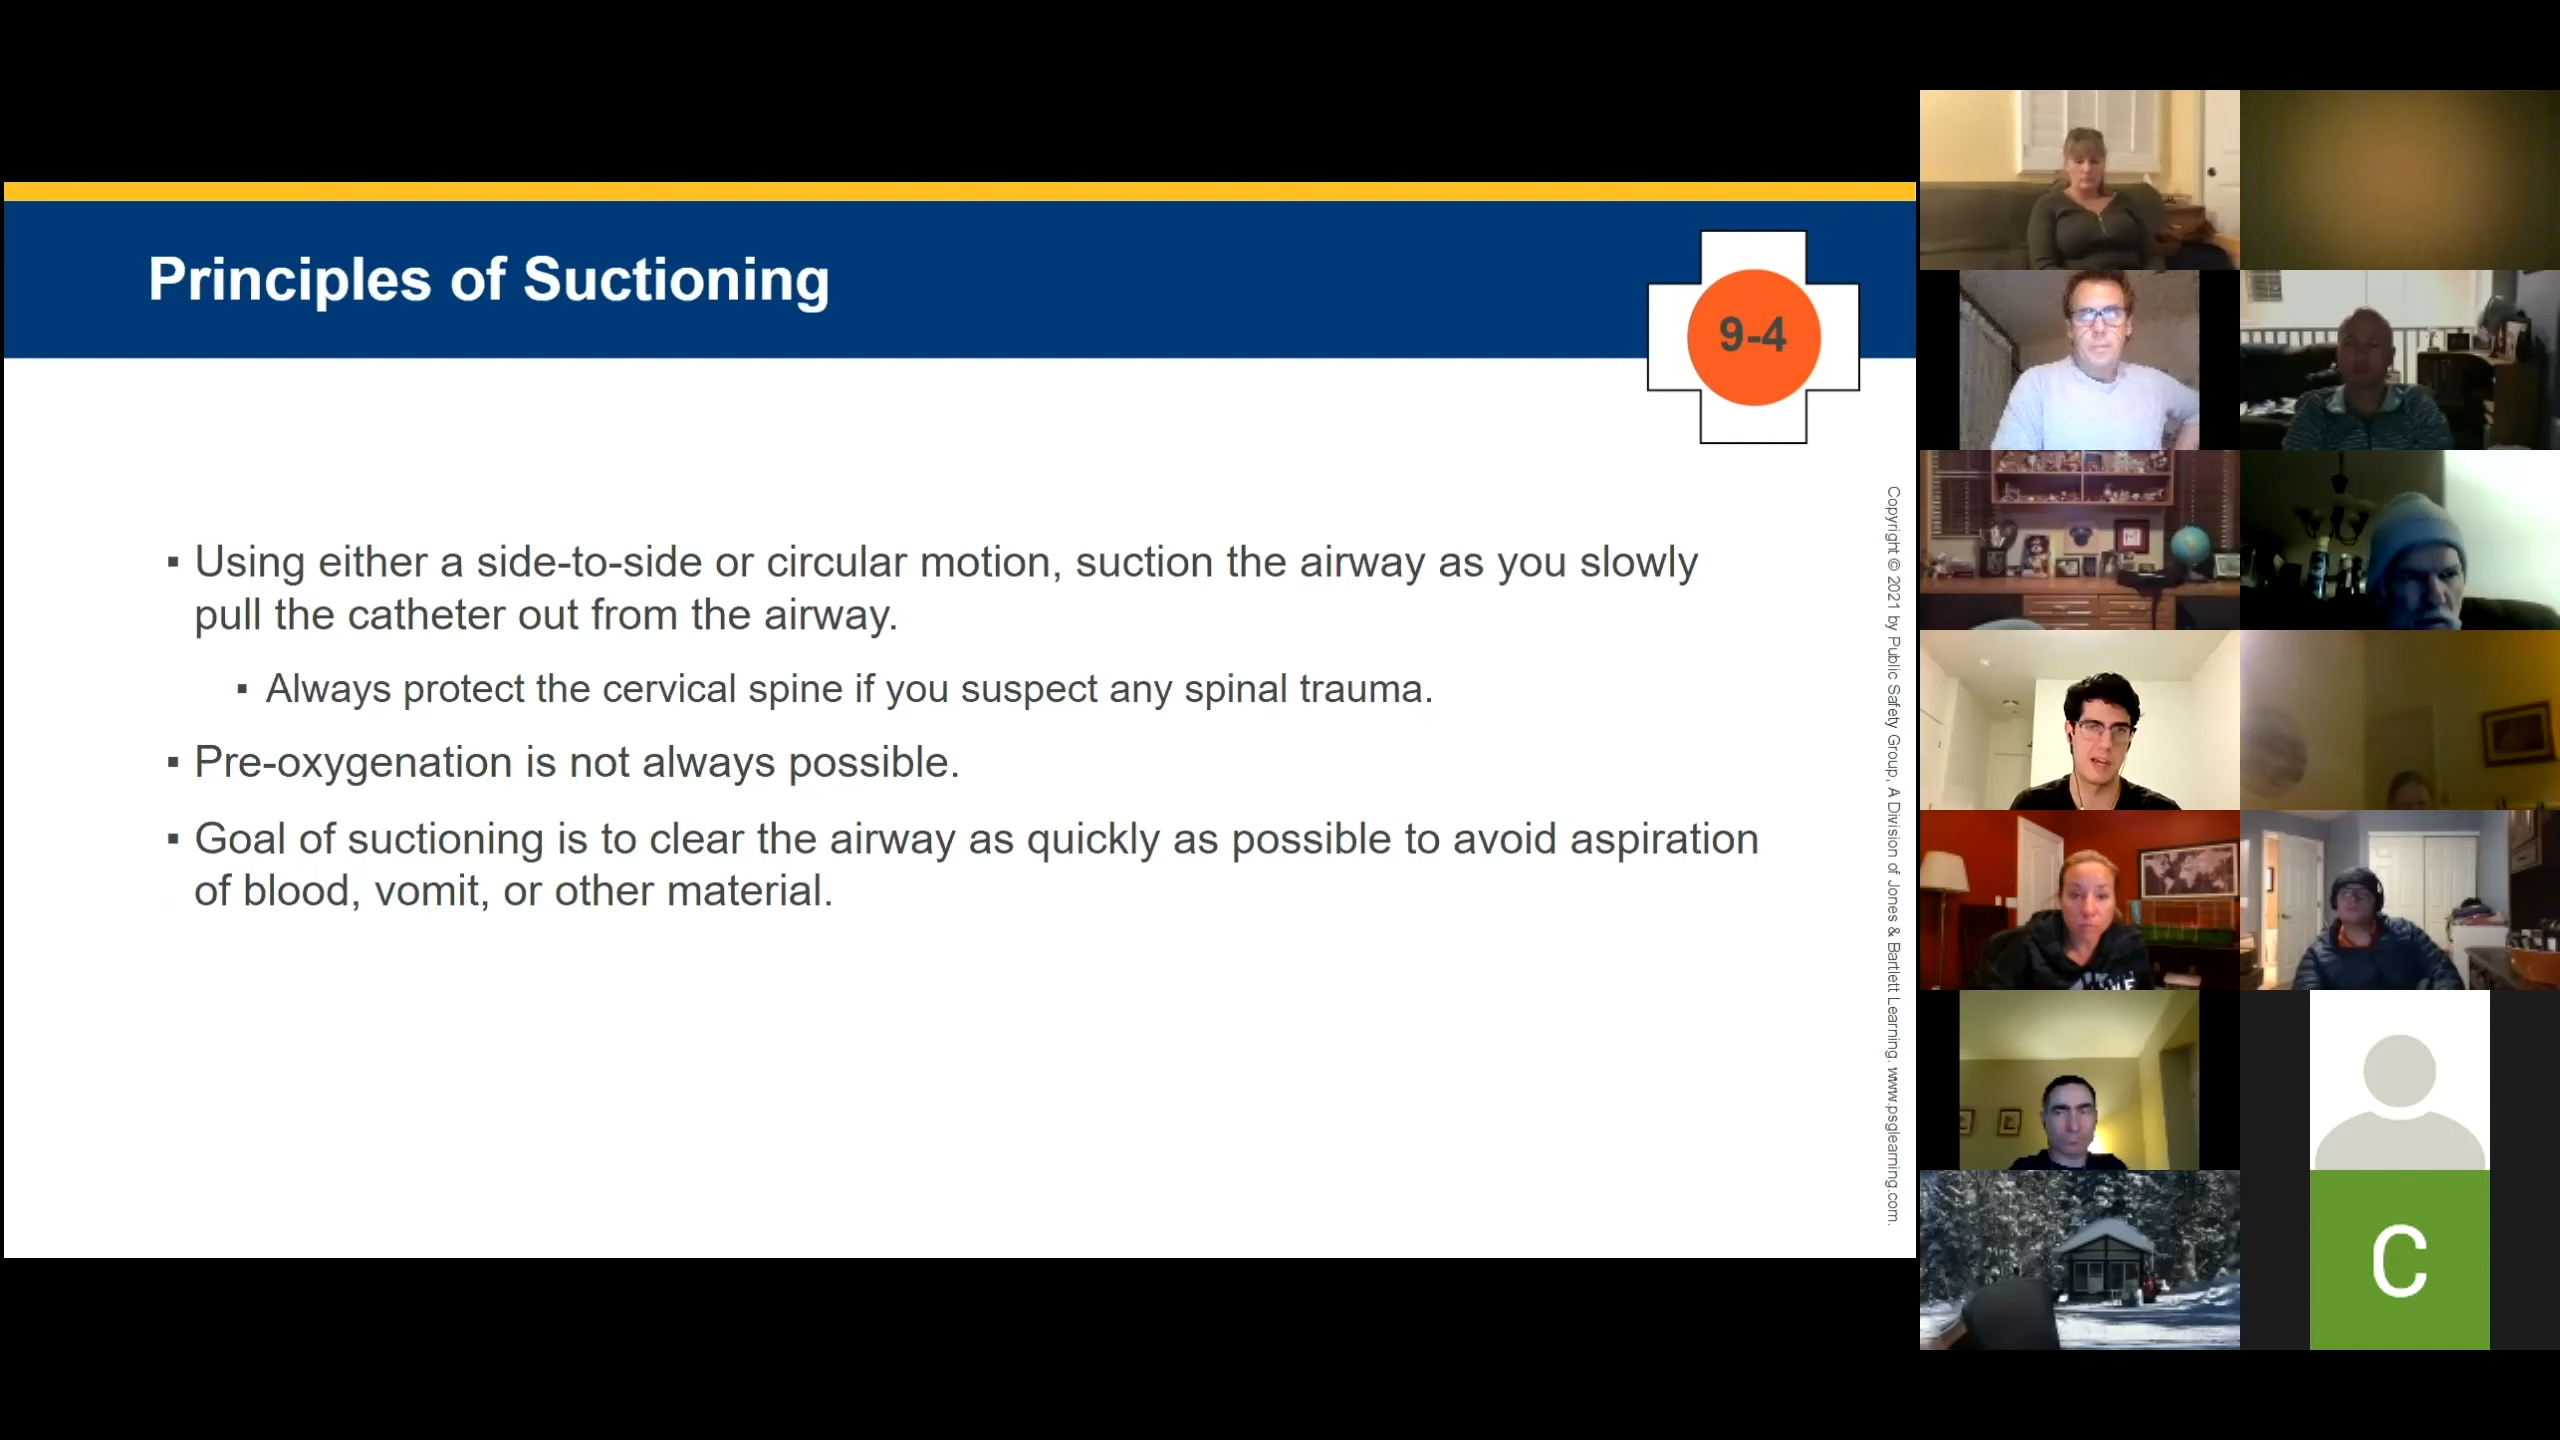 Principles of Suctioning
9-4
▪ Using either a side-to-side or circular motion, suction the airway as you slowly
pull the catheter out from the airway.
▪ Always protect the cervical spine if you suspect any spinal trauma.
▪ Pre-oxygenation is not always possible.
▪ Goal of suctioning is to clear the airway as quickly as possible to avoid aspiration
of blood, vomit, or other material.
Copyright © 2021 by Public Safety Group, A Division of Jones & Bartlett Learning. www.psglearning.com.
C